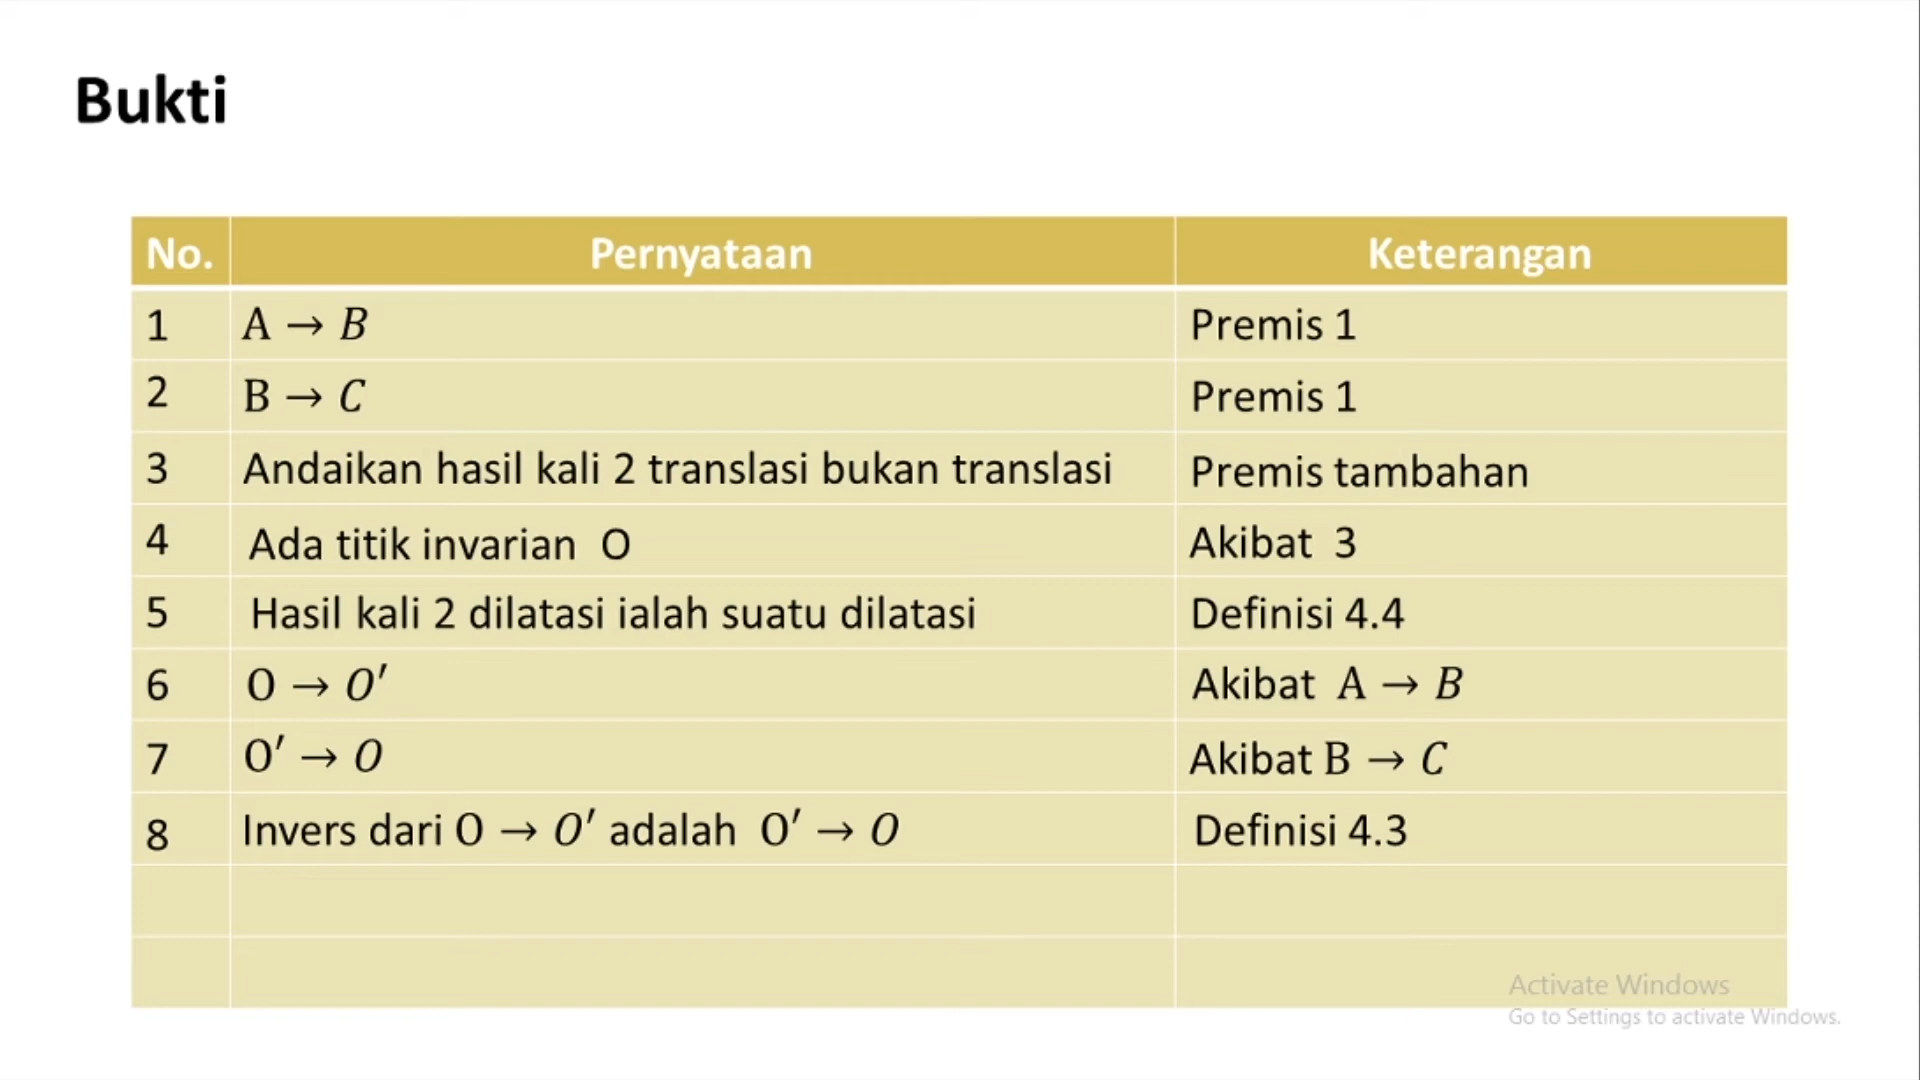 Bukti
No. Pernyataan Keterangan
1 A → B Premis 1
2 B → C Premis 1
3 Andaikan hasil kali 2 translasi bukan translasi Premis tambahan
4 Ada titik invarian O Akibat 3
5 Hasil kali 2 dilatasi ialah suatu dilatasi Definisi 4.4
6 O → O′ Akibat A → B
7 O′ → O Akibat B → C
8 Invers dari O → O′ adalah O′ → O Definisi 4.3
Activate Windows
Go to Settings to activate Windows.